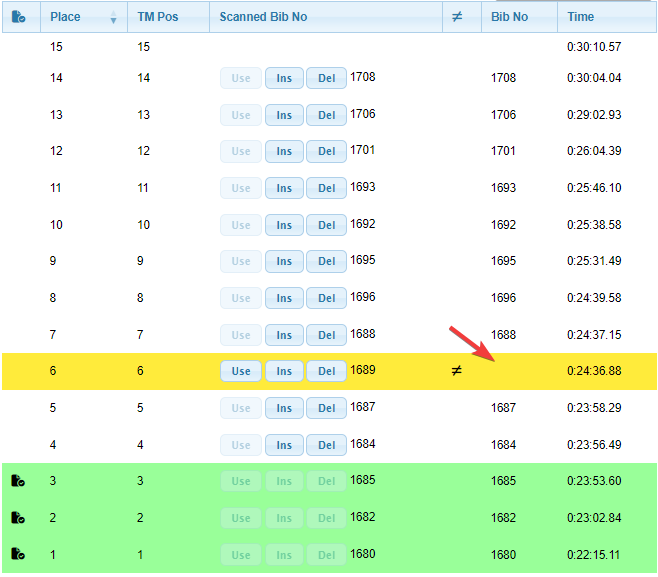 Place TM Pos Scanned Bib No ≠ Bib No Time
15 15 0:30:10.57
14 14 Use Ins Del 1708 1708 0:30:04.04
13 13 Use Ins Del 1706 1706 0:29:02.93
12 12 Use Ins Del 1701 1701 0:26:04.39
11 11 Use Ins Del 1693 1693 0:25:46.10
10 10 Use Ins Del 1692 1692 0:25:38.58
9 9 Use Ins Del 1695 1695 0:25:31.49
8 8 Use Ins Del 1696 1696 0:24:39.58
7 7 Use Ins Del 1688 1688 0:24:37.15
6 6 Use Ins Del 1689 ≠ 0:24:36.88
5 5 Use Ins Del 1687 1687 0:23:58.29
4 4 Use Ins Del 1684 1684 0:23:56.49
3 3 Use Ins Del 1685 1685 0:23:53.60
2 2 Use Ins Del 1682 1682 0:23:02.84
1 1 Use Ins Del 1680 1680 0:22:15.11